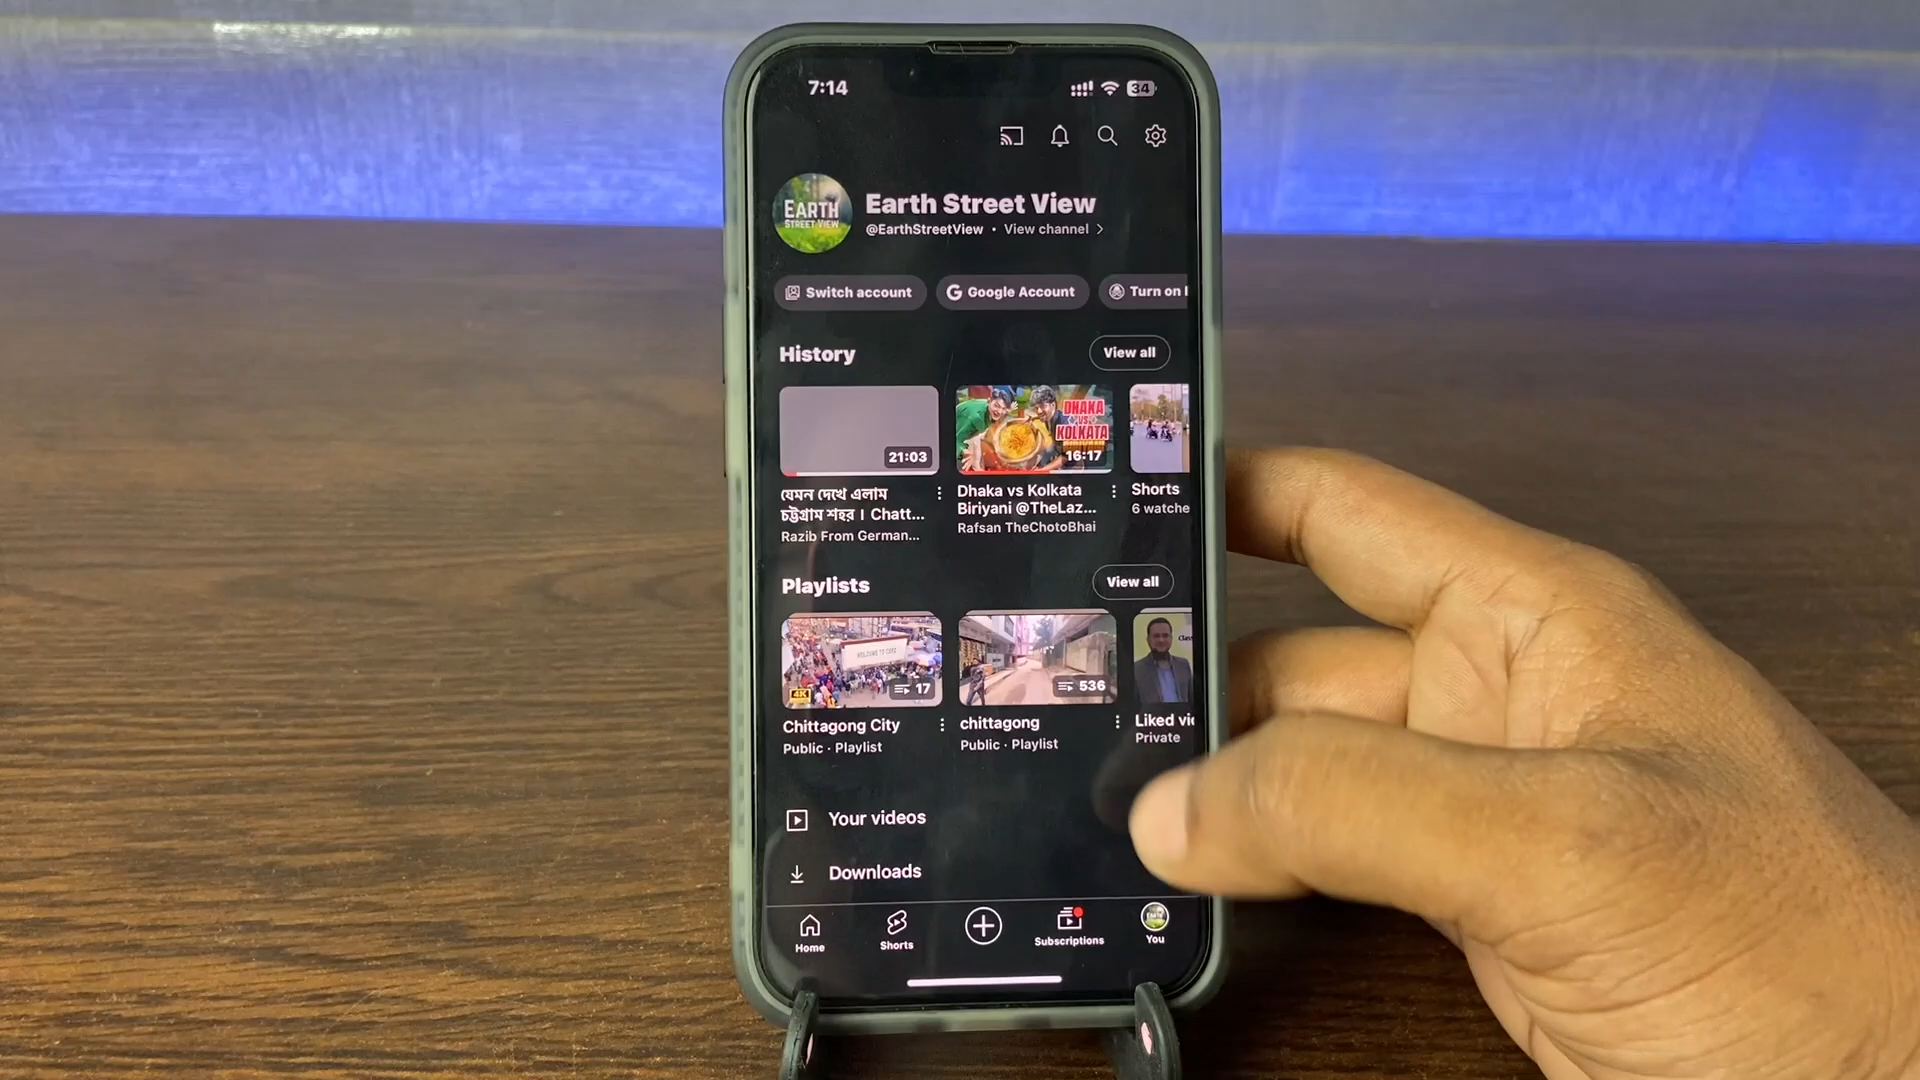 7:14
34
EARTH
STREET VIEW
Earth Street View
@EarthStreetView • View channel >
Switch account
Google Account
Turn on
History
View all
21:03
DHAKA
VS
KOLKATA
16:17
যেমন দেখে এলাম
চট্টগ্রাম শহর । Chatt...
Razib From German...
Dhaka vs Kolkata
Biriyani @TheLaz...
Rafsan TheChotoBhai
Shorts
6 watche
Playlists
View all
4K
17
536
Chittagong City
Public · Playlist
chittagong
Public · Playlist
Liked vi
Private
Your videos
Downloads
Home
Shorts
Subscriptions
You